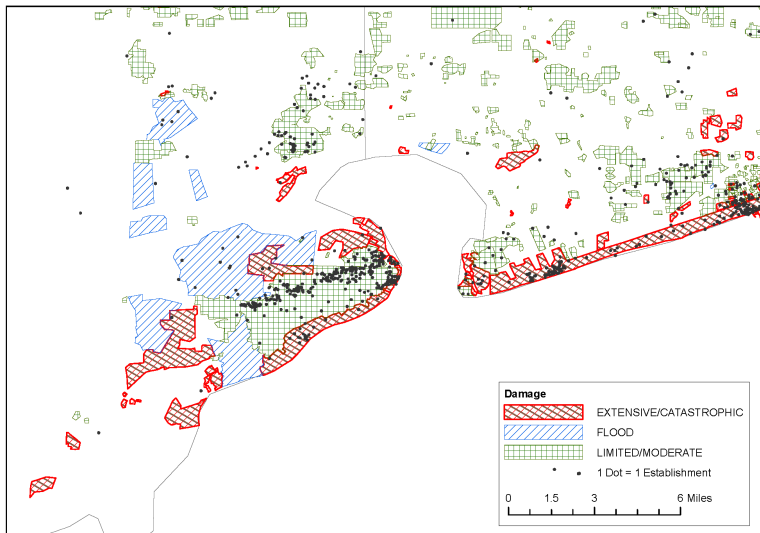 Damage
EXTENSIVE/CATASTROPHIC
FLOOD
LIMITED/MODERATE
1 Dot = 1 Establishment
0 1.5 3 6 Miles